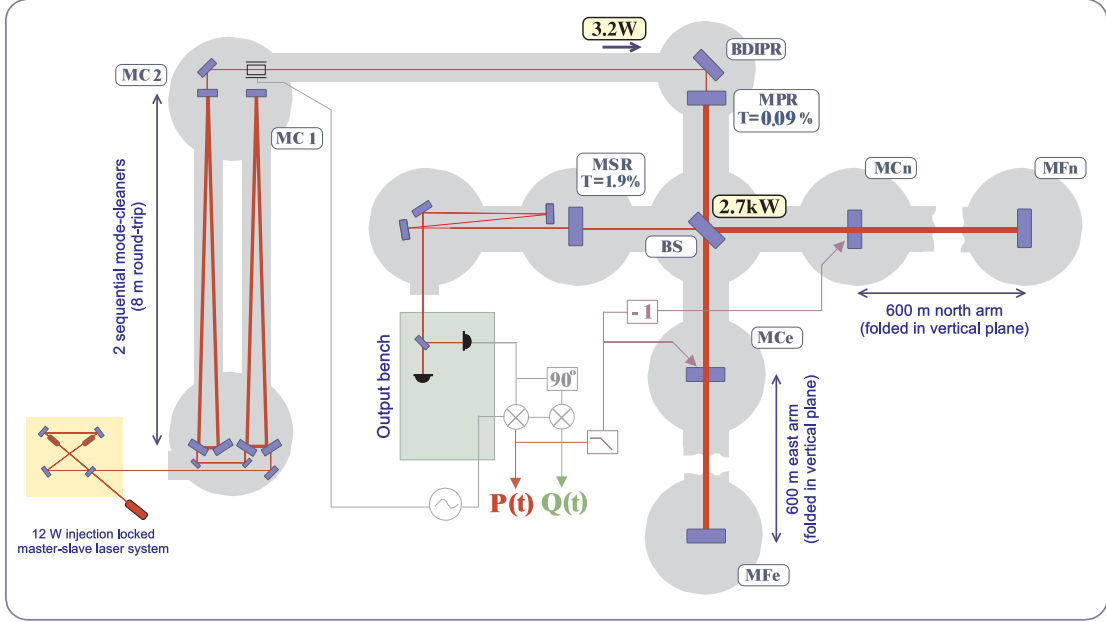 3.2W
BDIPR
MC 2
MPR
T=0.09 %
MC 1
2 sequential mode-cleaners
(8 m round-trip)
MSR
T=1.9%
MCn
MFn
2.7kW
BS
600 m north arm
(folded in vertical plane)
- 1
MCe
Output bench
90°
600 m east arm
(folded in vertical plane)
P(t)
Q(t)
12 W injection locked
master-slave laser system
MFe